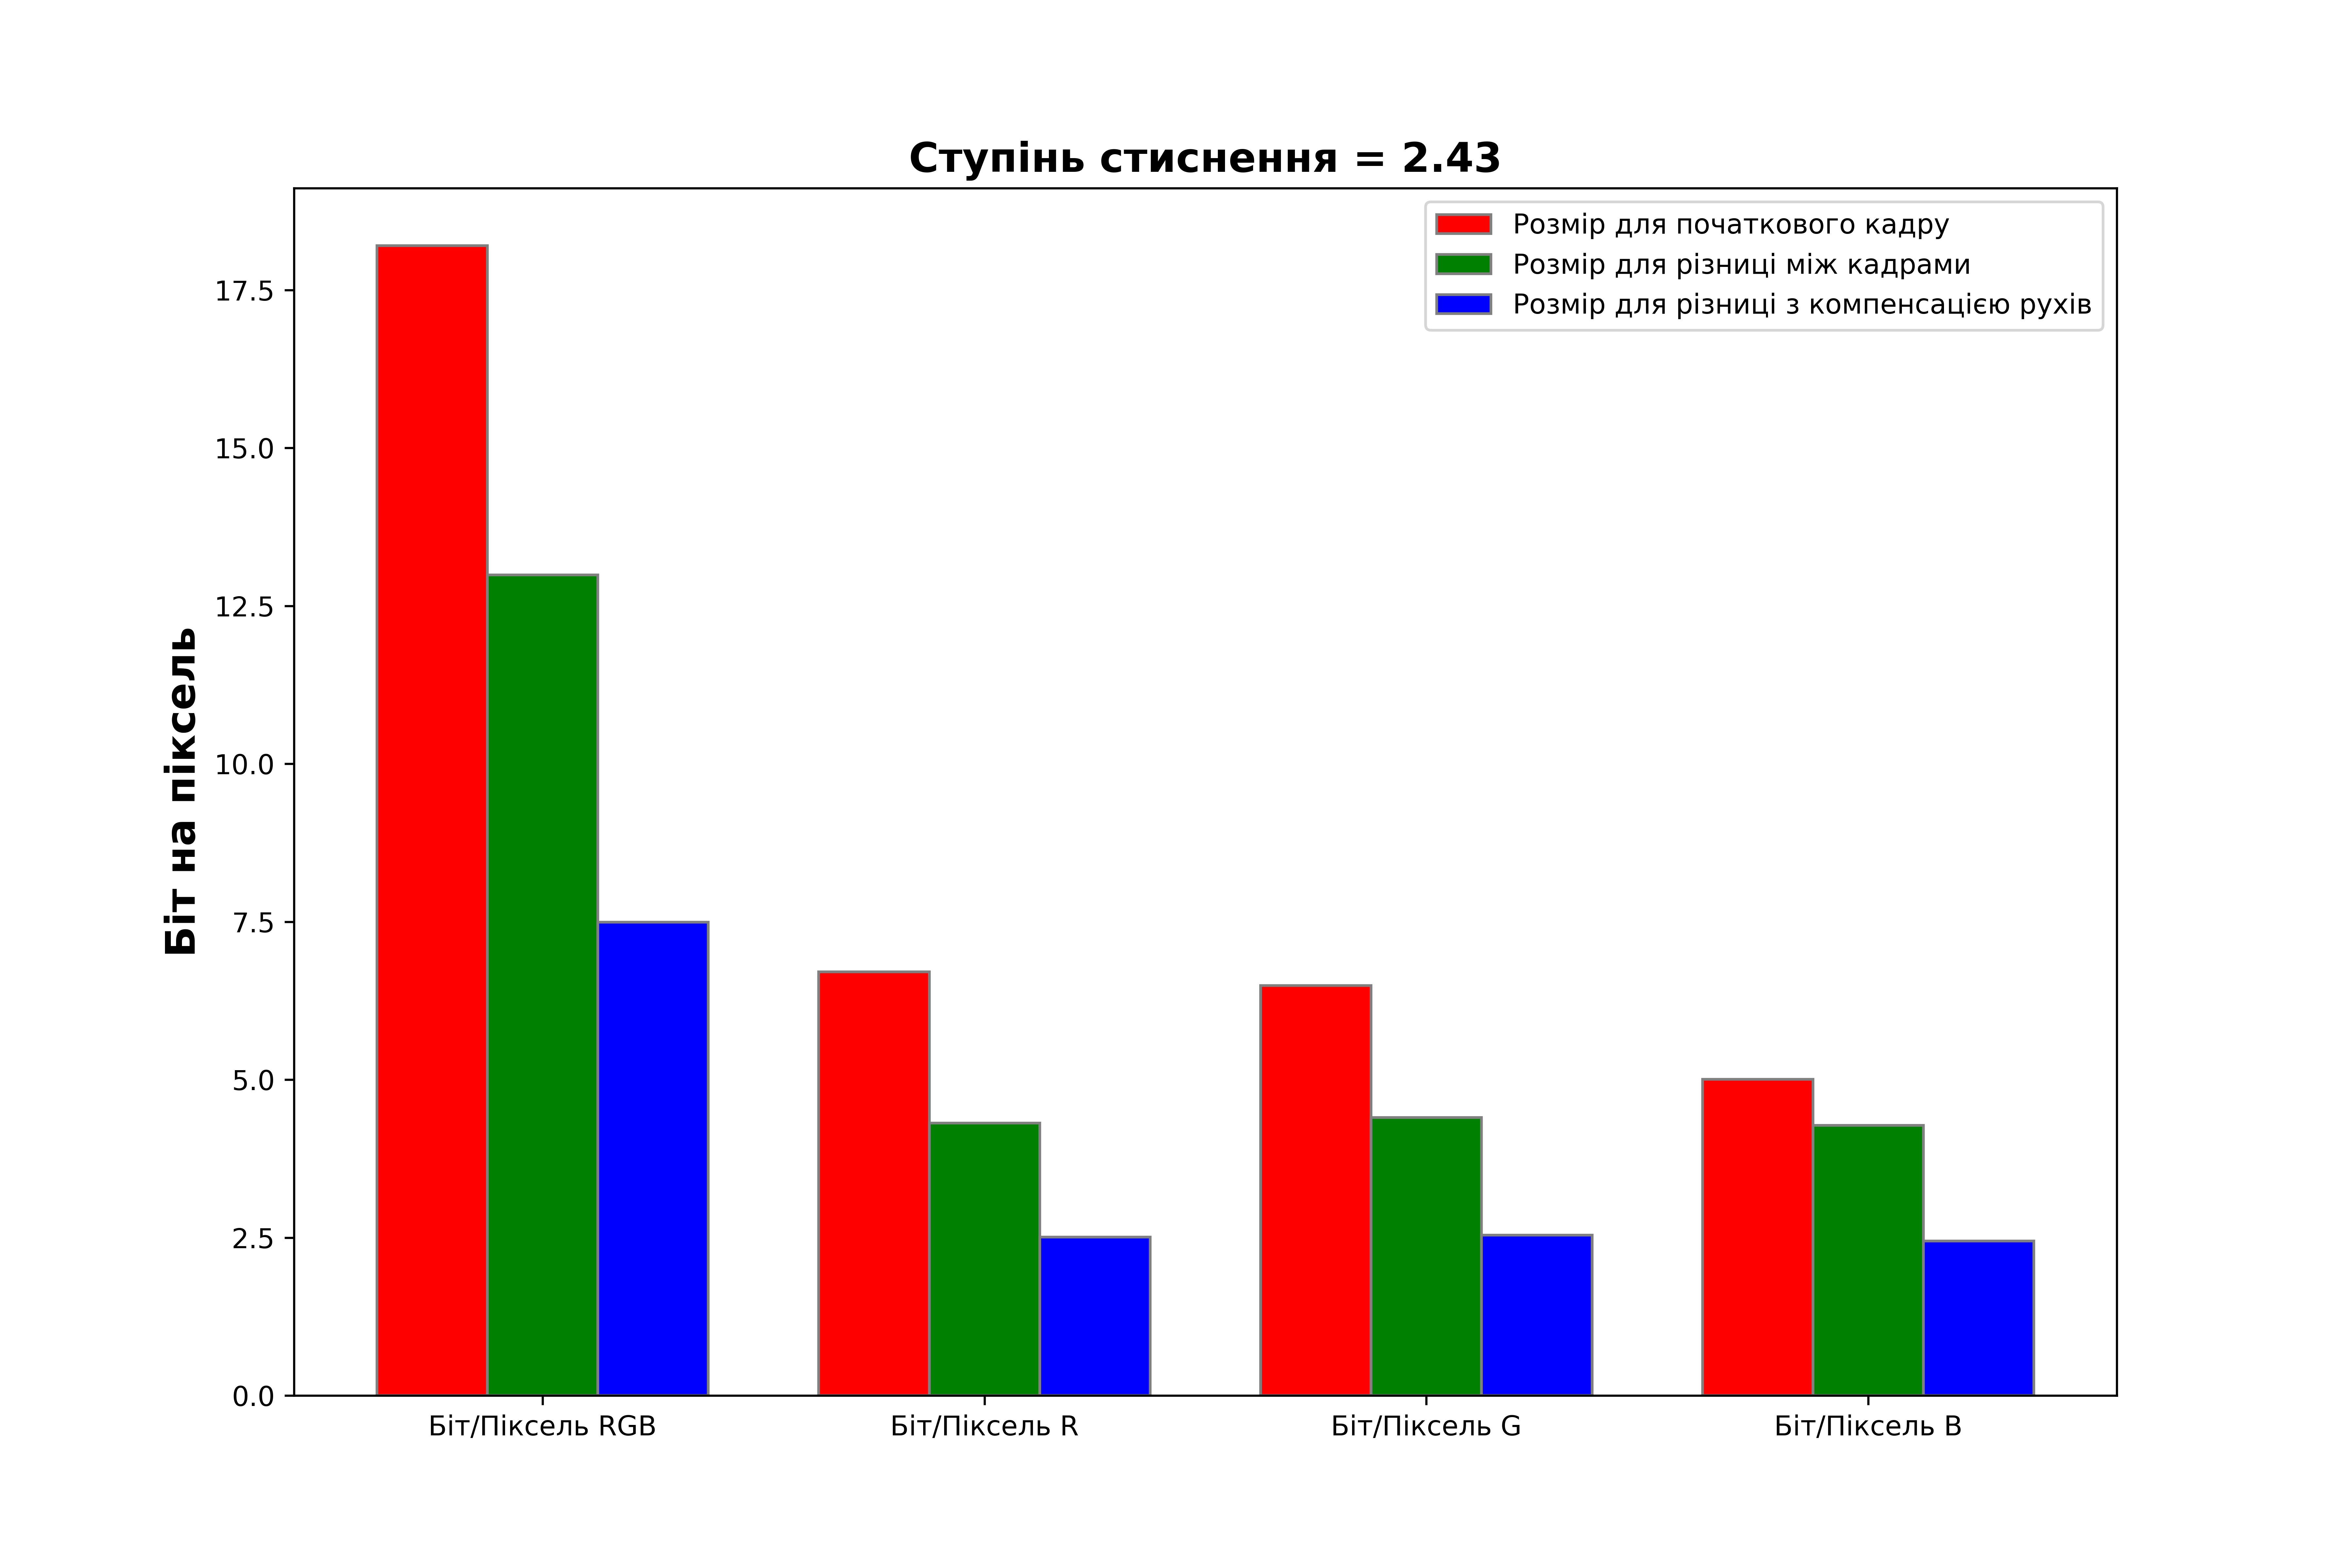 Ступінь стиснення = 2.43
Розмір для початкового кадру
Розмір для різниці між кадрами
Розмір для різниці з компенсацією рухів
Біт на піксель
17.5
15.0
12.5
10.0
7.5
5.0
2.5
0.0
Біт/Піксель RGB
Біт/Піксель R
Біт/Піксель G
Біт/Піксель B